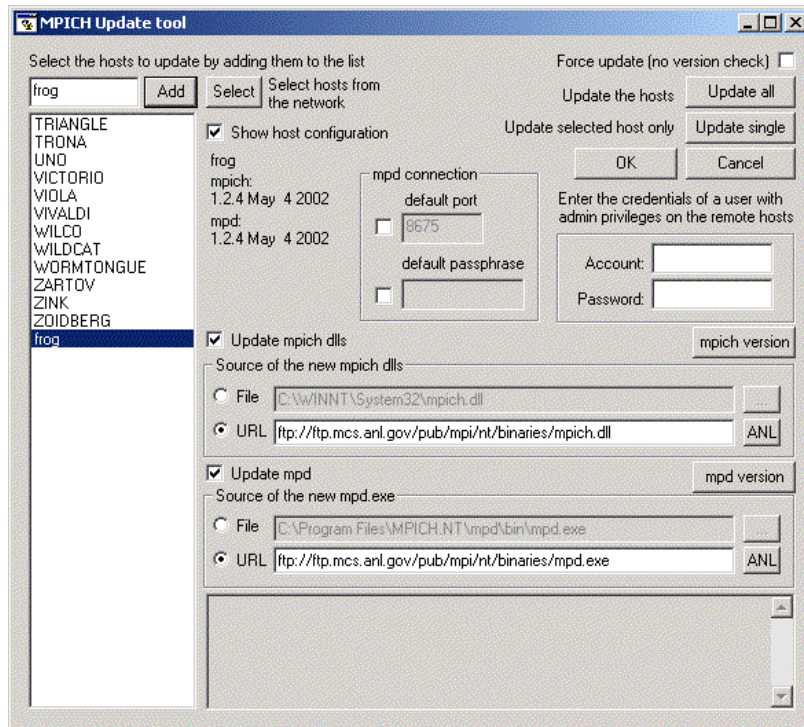 MPICH Update tool
Select the hosts to update by adding them to the list
Force update (no version check)
frog
Add
Select
Select hosts from
the network
Update the hosts
Update all
TRIANGLE
TRONA
UNO
VICTORIO
VIOLA
VIVALDI
WILCO
WILDCAT
WORMTONGUE
ZARTOV
ZINK
ZOIDBERG
frog
Show host configuration
Update selected host only
Update single
OK
Cancel
frog
mpich:
1.2.4 May 4 2002
mpd:
1.2.4 May 4 2002
mpd connection
default port
8675
default passphrase
Enter the credentials of a user with
admin privileges on the remote hosts
Account:
Password:
Update mpich dlls
mpich version
Source of the new mpich dlls
File
C:\WINNT\System32\mpich.dll
...
URL
ftp://ftp.mcs.anl.gov/pub/mpi/nt/binaries/mpich.dll
ANL
Update mpd
mpd version
Source of the new mpd.exe
File
C:\Program Files\MPICH.NT\mpd\bin\mpd.exe
...
URL
ftp://ftp.mcs.anl.gov/pub/mpi/nt/binaries/mpd.exe
ANL